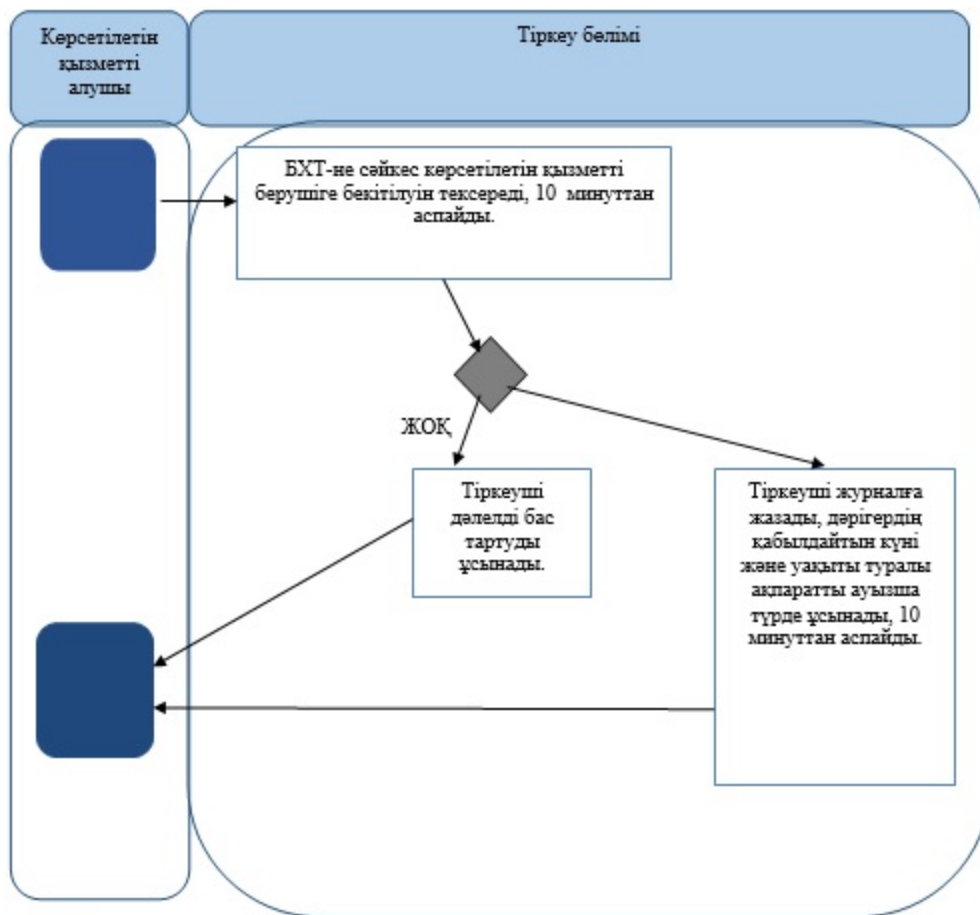 Көрсетілетін
қызметті
алушы
Тіркеу бөлімі
БХТ-не сәйкес көрсетілетін қызметті
берушіге бекітілуін тексереді, 10 минуттан
аспайды.
ЖОҚ
Тіркеуші
дәлелді бас
тартуды
ұсынады.
Тіркеуші журналға
жазады, дәрігердің
қабылдайтын күні
және уақыты туралы
ақпаратты ауызша
түрде ұсынады, 10
минуттан аспайды.